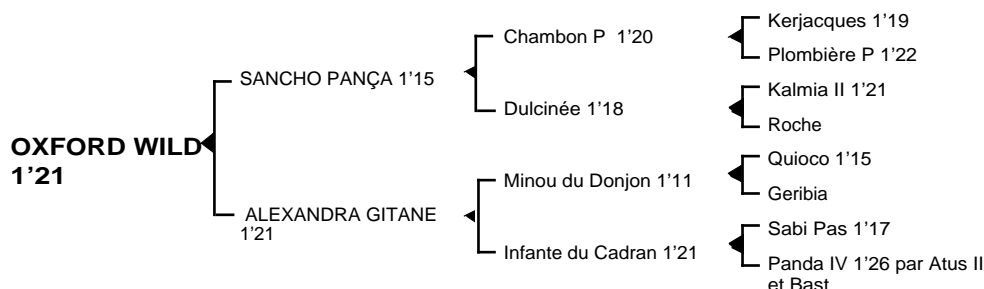 Kerjacques 1’19
Chambon P 1’20
Plombière P 1’22
SANCHO PANÇA 1’15
Kalmia II 1’21
Dulcinée 1’18
Roche
OXFORD WILD
1’21
Quioco 1’15
Minou du Donjon 1’11
Geribia
ALEXANDRA GITANE
1’21
Sabi Pas 1’17
Infante du Cadran 1’21
Panda IV 1’26 par Atus II
et Bast